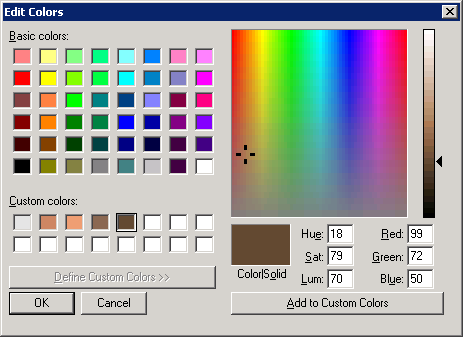 Edit Colors
Basic colors:
Custom colors:
Define Custom Colors >>
OK Cancel
Color|Solid
Hue: 18 Red: 99
Sat: 79 Green: 72
Lum: 70 Blue: 50
Add to Custom Colors